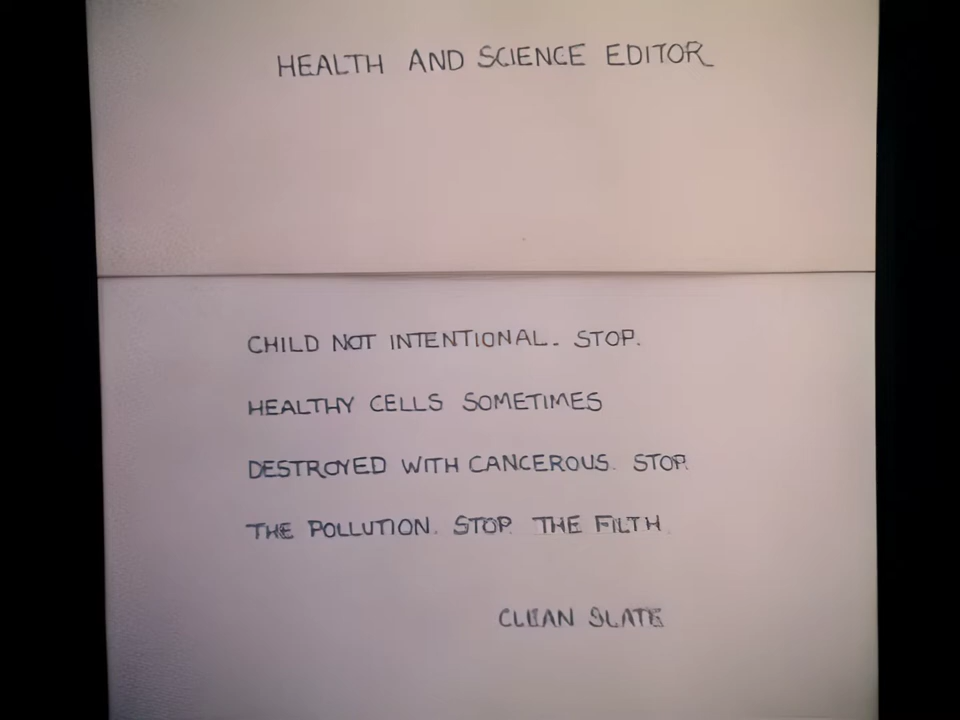 HEALTH AND SCIENCE EDITOR
CHILD NOT INTENTIONAL. STOP.
HEALTHY CELLS SOMETIMES
DESTROYED WITH CANCEROUS. STOP.
THE POLLUTION. STOP. THE FILTH.
CLEAN SLATE